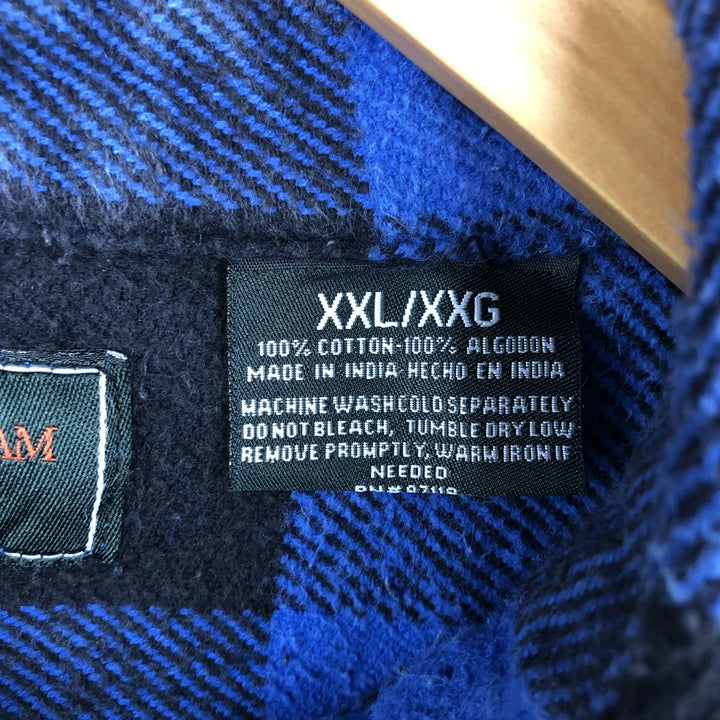 XXL/XXG
100% COTTON-100% ALGODON
MADE IN INDIA HECHO EN INDIA
MACHINE WASH COLD SEPARATELY
DO NOT BLEACH, TUMBLE DRY LOW
REMOVE PROMPTLY, WARM IRON IF
NEEDED
AM